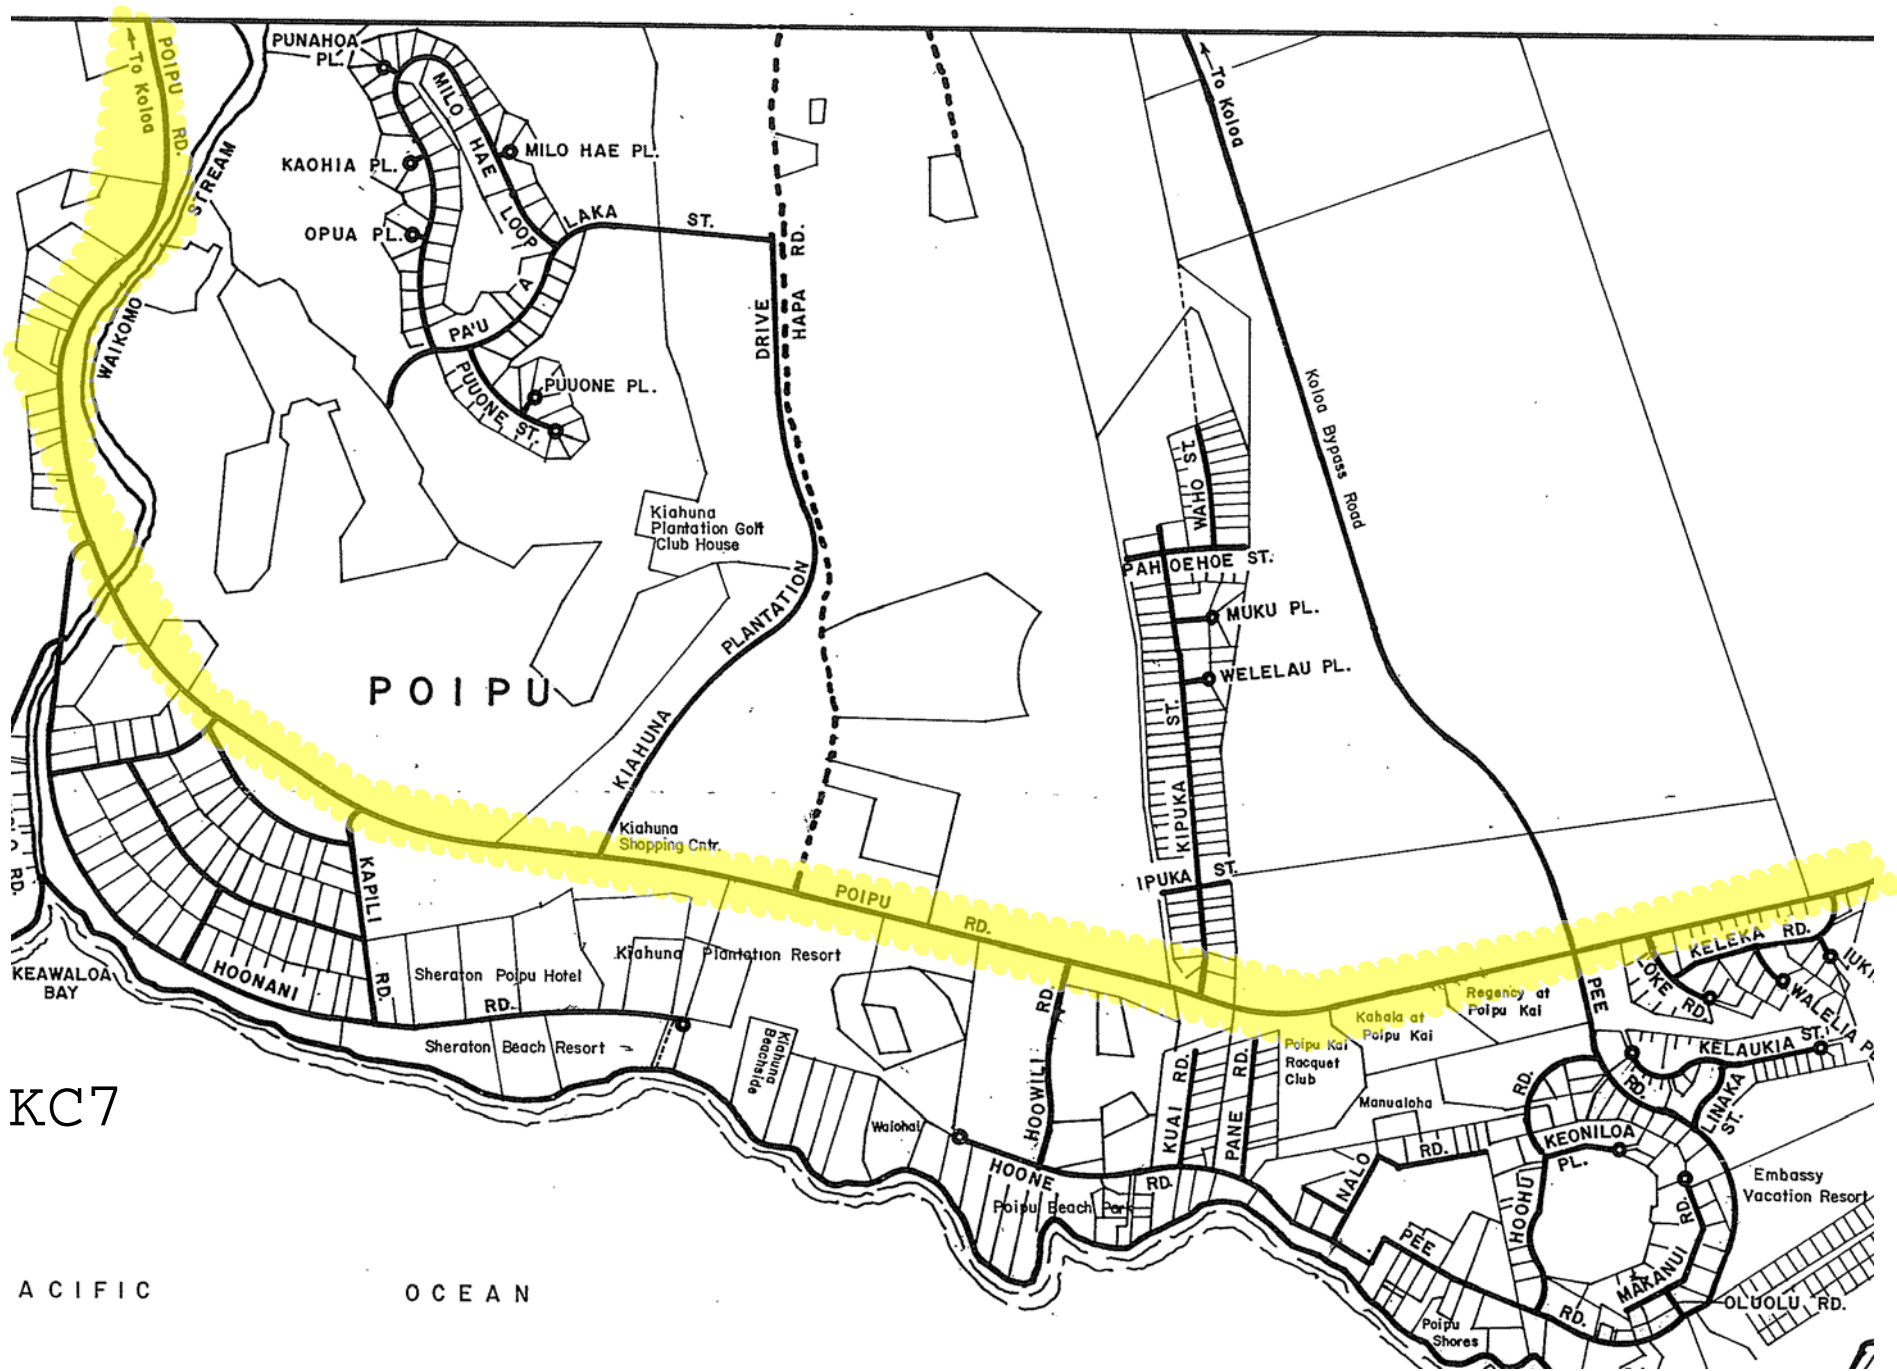 To Koloa
POIPU RD.
PUNAHOA
PL.
MILO HAE LOOP
MILO HAE PL.
KAOHIA PL.
OPUA PL.
WAIKOMO STREAM
LAKA ST.
PA'U A
PUUONE ST.
PUUONE PL.
KIAHUNA PLANTATION DRIVE
HAPA RD.
To Koloa
Koloa Bypass Road
Kiahuna
Plantation Golf
Club House
POIPU
WAHO ST.
PAHOEHOE ST.
MUKU PL.
WELELAU PL.
KIPUKA ST.
IPUKA ST.
Kiahuna
Shopping Cntr.
POIPU RD.
KAPILI RD.
HOONANI RD.
RD.
KEAWALOA
BAY
Sheraton Poipu Hotel
Kiahuna Plantation Resort
Sheraton Beach Resort
Kiahuna
Beachside
Waiohai
HOOWILI RD.
HOONE RD.
Poipu Beach Park
KUAI RD.
PANE RD.
Poipu Kai
Racquet
Club
Kahala at
Poipu Kai
Regency at
Poipu Kai
Manualoha
NALO RD.
PEE RD.
LOKE RD.
KELEKA RD.
IUKI
WALELIA
KELAUKIA ST.
LINAKA
ST.
HOOHU RD.
KEONILOA
PL.
PEE RD.
MAKANUI RD.
OLUOLU RD.
Embassy
Vacation Resort
Poipu
Shores
KC7
ACIFIC OCEAN